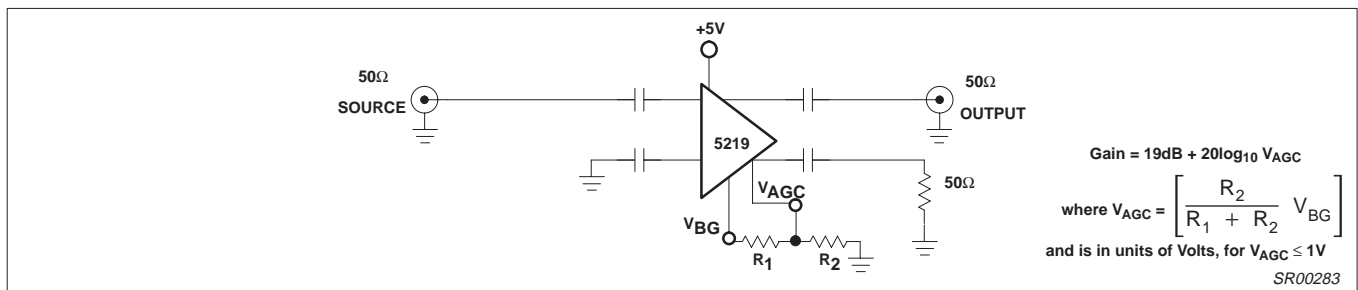 +5V
50Ω
SOURCE
50Ω
OUTPUT
5219
50Ω
VAGC
VBG
R1
R2
Gain = 19dB + 20log10 VAGC
where VAGC = [ R2 / (R1 + R2) VBG ]
and is in units of Volts, for VAGC ≤ 1V
SR00283